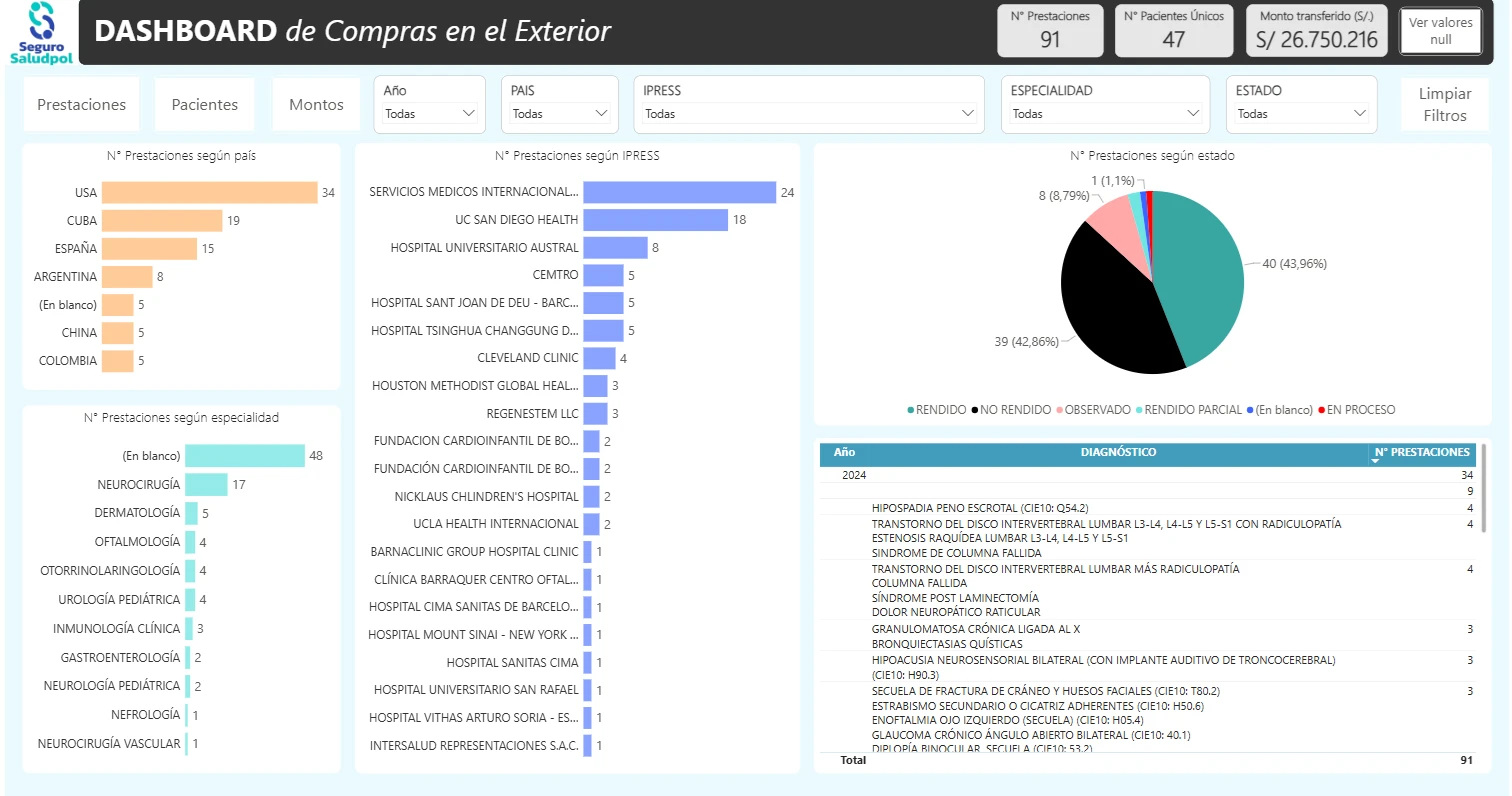 Seguro
Saludpol
DASHBOARD de Compras en el Exterior
N° Prestaciones
91
N° Pacientes Únicos
47
Monto transferido (S/.)
S/ 26.750.216
Ver valores
null
Prestaciones
Pacientes
Montos
Año
Todas
PAIS
Todas
IPRESS
Todas
ESPECIALIDAD
Todas
ESTADO
Todas
Limpiar
Filtros
N° Prestaciones según país
USA 34
CUBA 19
ESPAÑA 15
ARGENTINA 8
(En blanco) 5
CHINA 5
COLOMBIA 5
N° Prestaciones según especialidad
(En blanco) 48
NEUROCIRUGÍA 17
DERMATOLOGÍA 5
OFTALMOLOGÍA 4
OTORRINOLARINGOLOGÍA 4
UROLOGÍA PEDIÁTRICA 4
INMUNOLOGÍA CLÍNICA 3
GASTROENTEROLOGÍA 2
NEUROLOGÍA PEDIÁTRICA 2
NEFROLOGÍA 1
NEUROCIRUGÍA VASCULAR 1
N° Prestaciones según IPRESS
SERVICIOS MEDICOS INTERNACIONAL... 24
UC SAN DIEGO HEALTH 18
HOSPITAL UNIVERSITARIO AUSTRAL 8
CEMTRO 5
HOSPITAL SANT JOAN DE DEU - BARC... 5
HOSPITAL TSINGHUA CHANGGUNG D... 5
CLEVELAND CLINIC 4
HOUSTON METHODIST GLOBAL HEAL... 3
REGENESTEM LLC 3
FUNDACION CARDIOINFANTIL DE BO... 2
FUNDACIÓN CARDIOINFANTIL DE BO... 2
NICKLAUS CHLINDREN'S HOSPITAL 2
UCLA HEALTH INTERNACIONAL 2
BARNACLINIC GROUP HOSPITAL CLINIC 1
CLÍNICA BARRAQUER CENTRO OFTAL... 1
HOSPITAL CIMA SANITAS DE BARCELO... 1
HOSPITAL MOUNT SINAI - NEW YORK ... 1
HOSPITAL SANITAS CIMA 1
HOSPITAL UNIVERSITARIO SAN RAFAEL 1
HOSPITAL VITHAS ARTURO SORIA - ES... 1
INTERSALUD REPRESENTACIONES S.A.C. 1
N° Prestaciones según estado
1 (1,1%)
8 (8,79%)
40 (43,96%)
39 (42,86%)
RENDIDO NO RENDIDO OBSERVADO RENDIDO PARCIAL (En blanco) EN PROCESO
Año DIAGNÓSTICO N° PRESTACIONES
2024 34
9
HIPOSPADIA PENO ESCROTAL (CIE10: Q54.2) 4
TRANSTORNO DEL DISCO INTERVERTEBRAL LUMBAR L3-L4, L4-L5 Y L5-S1 CON RADICULOPATÍA 4
ESTENOSIS RAQUÍDEA LUMBAR L3-L4, L4-L5 Y L5-S1
SINDROME DE COLUMNA FALLIDA
TRANSTORNO DEL DISCO INTERVERTEBRAL LUMBAR MÁS RADICULOPATÍA 4
COLUMNA FALLIDA
SÍNDROME POST LAMINECTOMÍA
DOLOR NEUROPÁTICO RATICULAR
GRANULOMATOSA CRÓNICA LIGADA AL X 3
BRONQUIECTASIAS QUÍSTICAS
HIPOACUSIA NEUROSENSORIAL BILATERAL (CON IMPLANTE AUDITIVO DE TRONCOCEREBRAL) 3
(CIE10: H90.3)
SECUELA DE FRACTURA DE CRÁNEO Y HUESOS FACIALES (CIE10: T80.2) 3
ESTRABISMO SECUNDARIO O CICATRIZ ADHERENTES (CIE10: H50.6)
ENOFTALMIA OJO IZQUIERDO (SECUELA) (CIE10: H05.4)
GLAUCOMA CRÓNICO ÁNGULO ABIERTO BILATERAL (CIE10: 40.1)
DIPLOPÍA BINOCULAR, SECUELA (CIE10: 53.2)
Total 91